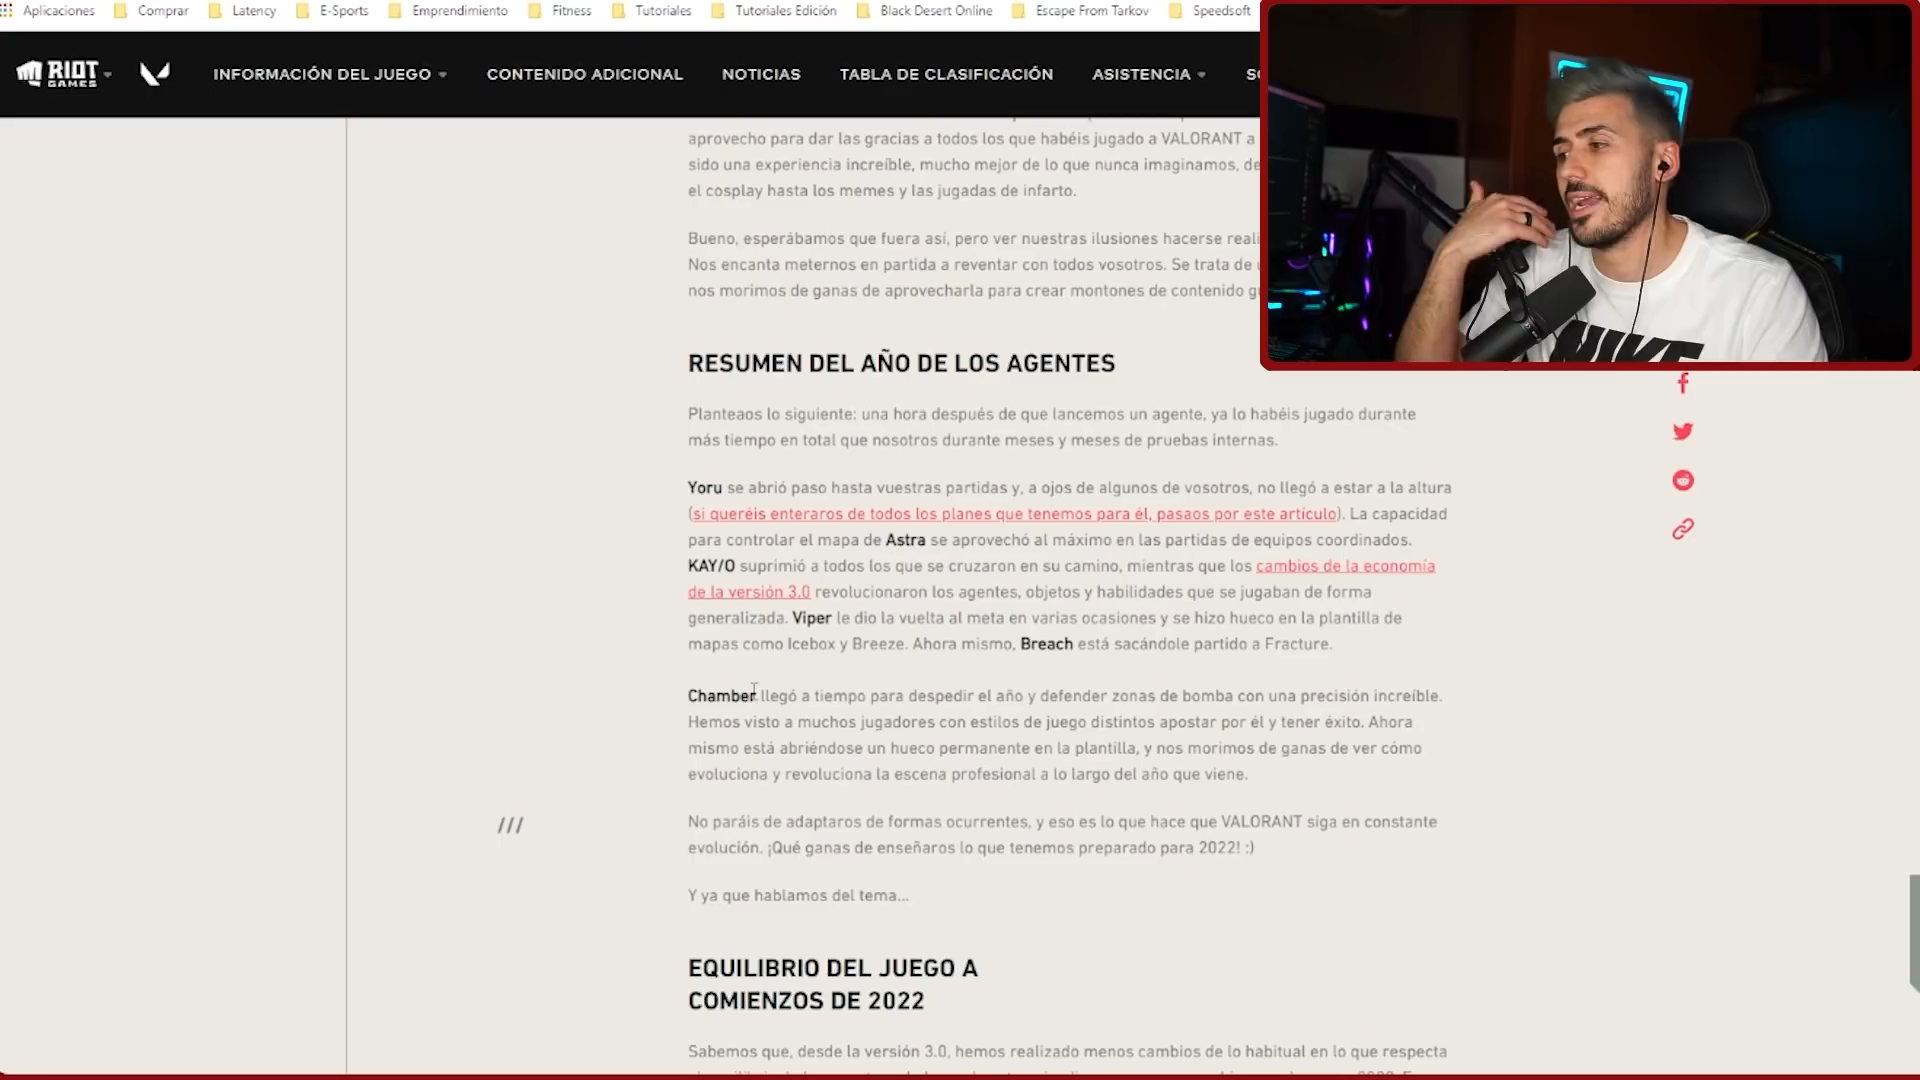 Aplicaciones Comprar Latency E-Sports Emprendimiento Fitness Tutoriales Tutoriales Edición Black Desert Online Escape From Tarkov Speedsoft
RIOT GAMES INFORMACIÓN DEL JUEGO CONTENIDO ADICIONAL NOTICIAS TABLA DE CLASIFICACIÓN ASISTENCIA
aprovecho para dar las gracias a todos los que habéis jugado a VALORANT a
sido una experiencia increíble, mucho mejor de lo que nunca imaginamos,
el cosplay hasta los memes y las jugadas de infarto.
Bueno, esperábamos que fuera así, pero ver nuestras ilusiones hacerse
Nos encanta meternos en partida a reventar con todos vosotros. Se trata de
nos morimos de ganas de aprovecharla para crear montones de contenido
NIKE
RESUMEN DEL AÑO DE LOS AGENTES
Planteaos lo siguiente: una hora después de que lancemos un agente, ya lo habéis jugado durante
más tiempo en total que nosotros durante meses y meses de pruebas internas.
Yoru se abrió paso hasta vuestras partidas y, a ojos de algunos de vosotros, no llegó a estar a la altura
(si queréis enteraros de todos los planes que tenemos para él, pasaos por este artículo). La capacidad
para controlar el mapa de Astra se aprovechó al máximo en las partidas de equipos coordinados.
KAY/O suprimió a todos los que se cruzaron en su camino, mientras que los cambios de la economía
de la versión 3.0 revolucionaron los agentes, objetos y habilidades que se jugaban de forma
generalizada. Viper le dio la vuelta al meta en varias ocasiones y se hizo hueco en la plantilla de
mapas como Icebox y Breeze. Ahora mismo, Breach está sacándole partido a Fracture.
Chamber llegó a tiempo para despedir el año y defender zonas de bomba con una precisión increíble.
Hemos visto a muchos jugadores con estilos de juego distintos apostar por él y tener éxito. Ahora
mismo está abriéndose un hueco permanente en la plantilla, y nos morimos de ganas de ver cómo
evoluciona y revoluciona la escena profesional a lo largo del año que viene.
///
No paráis de adaptaros de formas ocurrentes, y eso es lo que hace que VALORANT siga en constante
evolución. ¡Qué ganas de enseñaros lo que tenemos preparado para 2022! :)
Y ya que hablamos del tema...
EQUILIBRIO DEL JUEGO A
COMIENZOS DE 2022
Sabemos que, desde la versión 3.0, hemos realizado menos cambios de lo habitual en lo que respecta